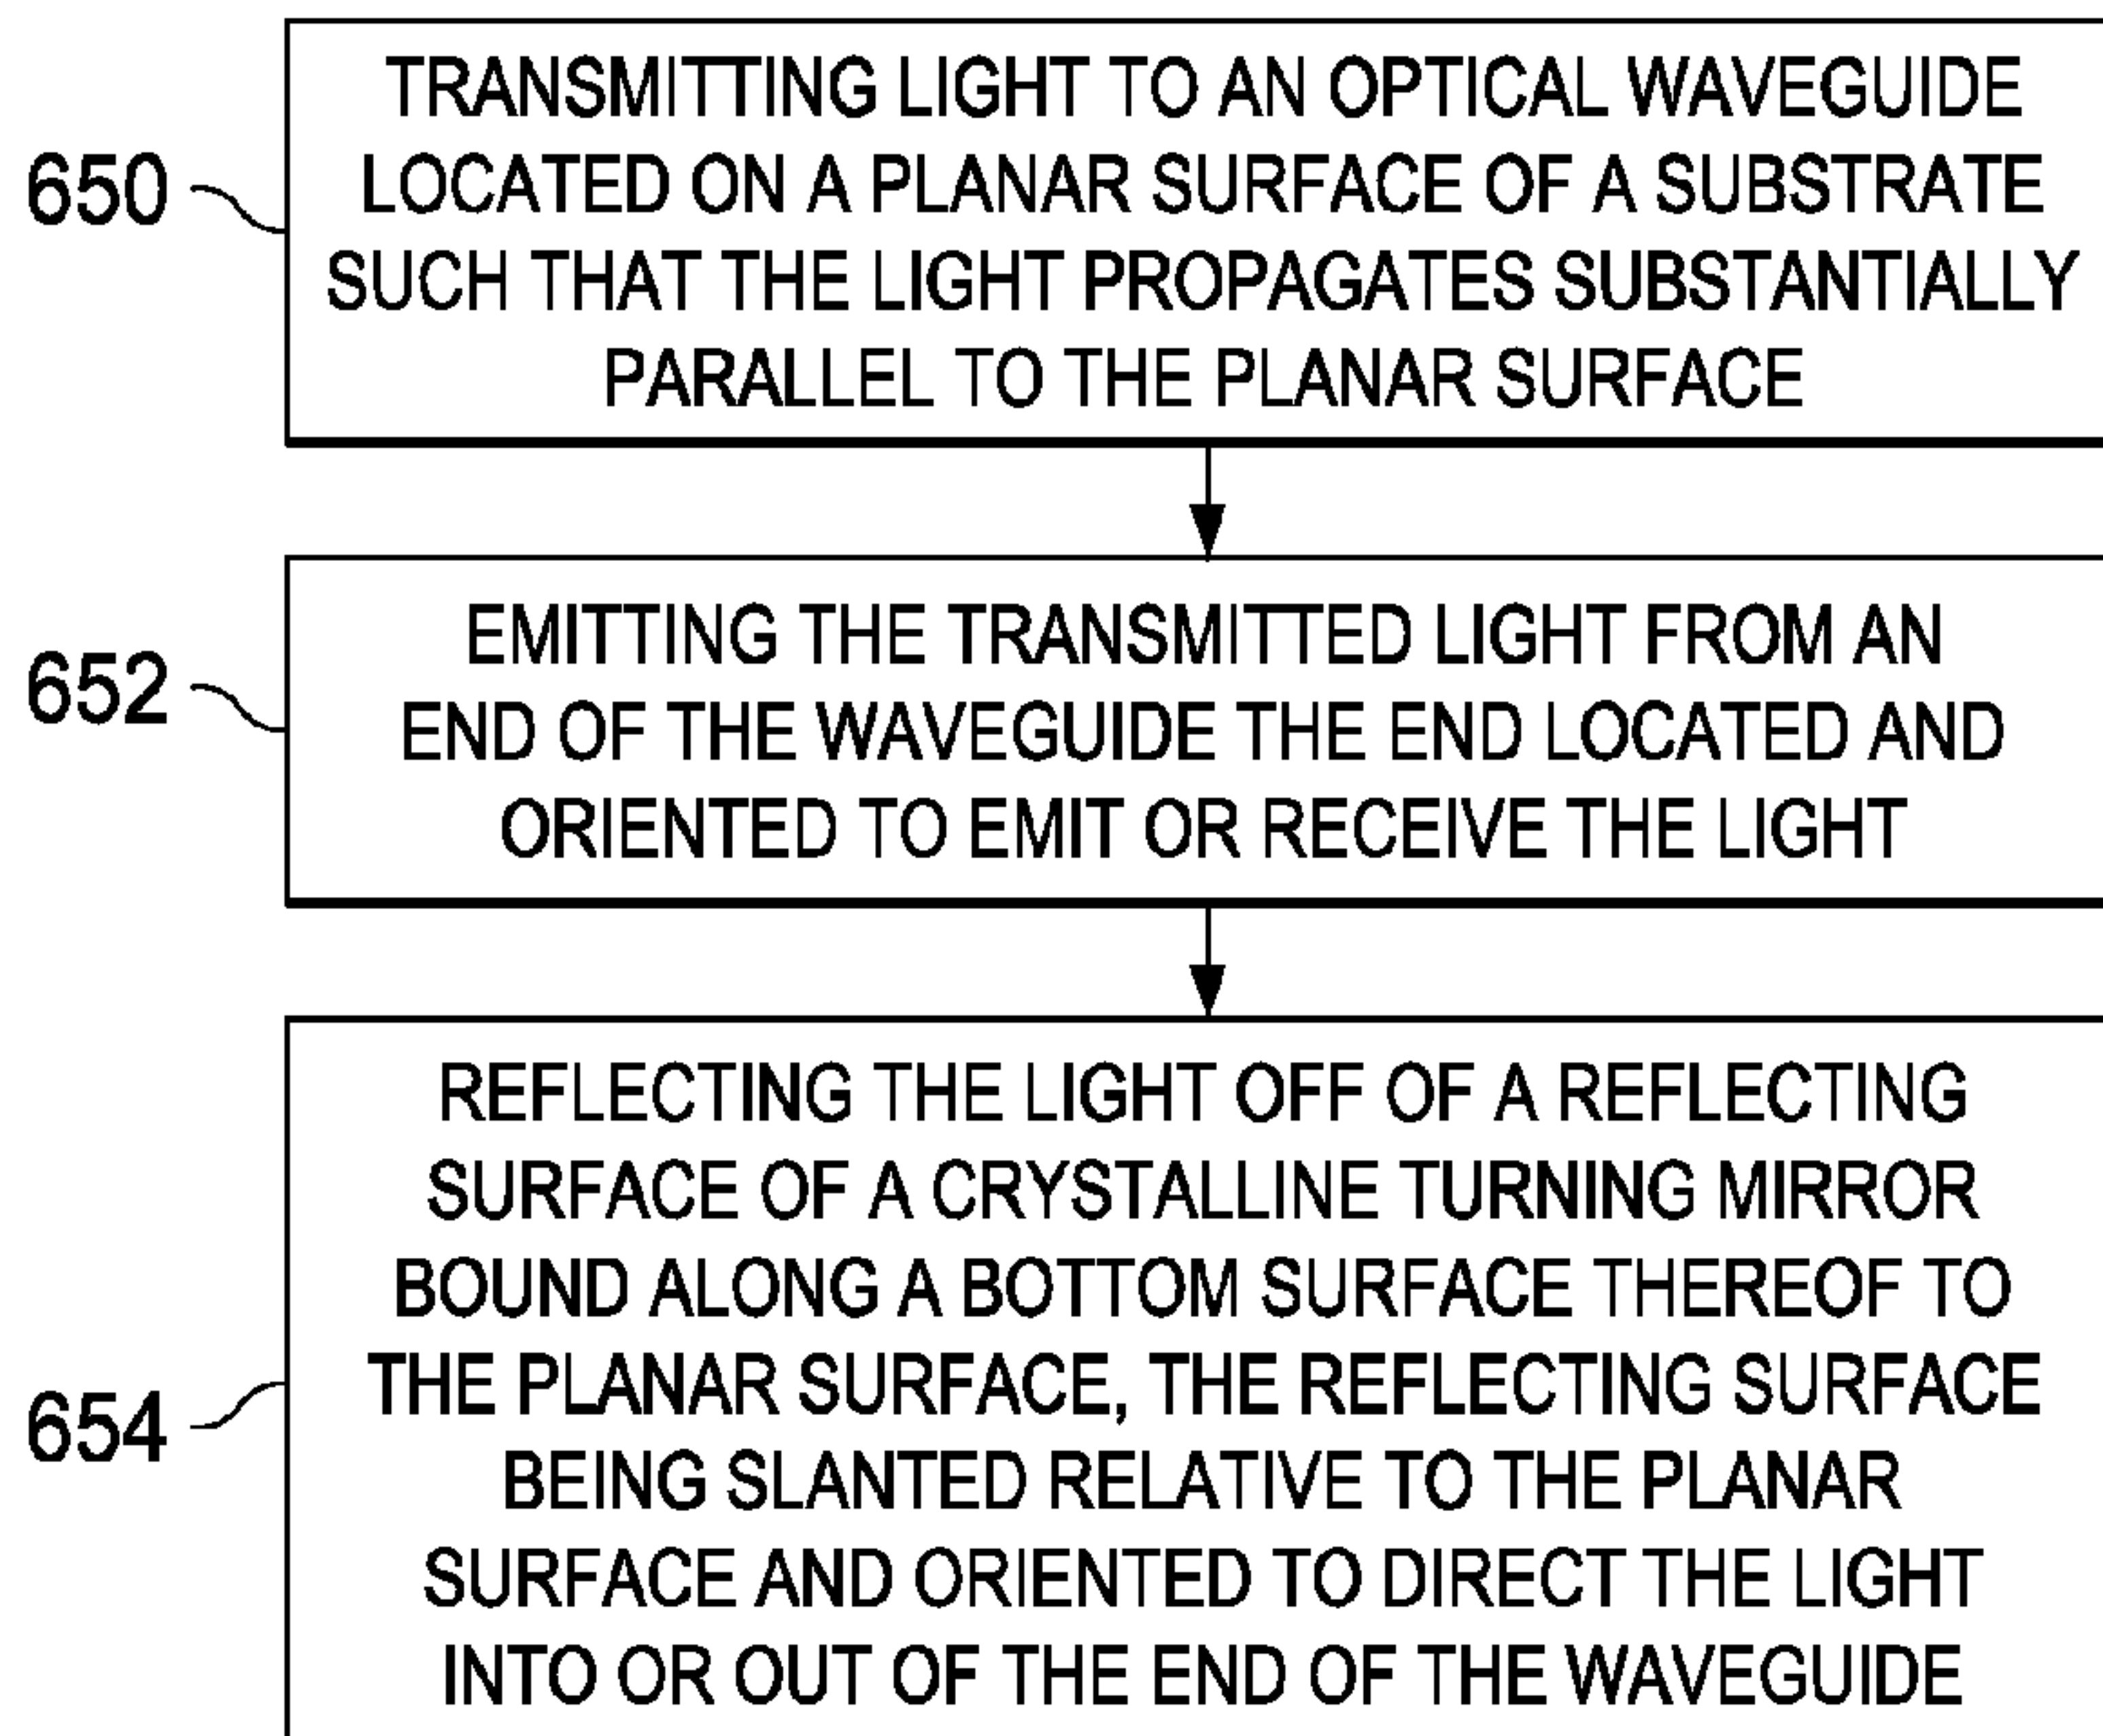 650
TRANSMITTING LIGHT TO AN OPTICAL WAVEGUIDE
LOCATED ON A PLANAR SURFACE OF A SUBSTRATE
SUCH THAT THE LIGHT PROPAGATES SUBSTANTIALLY
PARALLEL TO THE PLANAR SURFACE
652
EMITTING THE TRANSMITTED LIGHT FROM AN
END OF THE WAVEGUIDE THE END LOCATED AND
ORIENTED TO EMIT OR RECEIVE THE LIGHT
654
REFLECTING THE LIGHT OFF OF A REFLECTING
SURFACE OF A CRYSTALLINE TURNING MIRROR
BOUND ALONG A BOTTOM SURFACE THEREOF TO
THE PLANAR SURFACE, THE REFLECTING SURFACE
BEING SLANTED RELATIVE TO THE PLANAR
SURFACE AND ORIENTED TO DIRECT THE LIGHT
INTO OR OUT OF THE END OF THE WAVEGUIDE